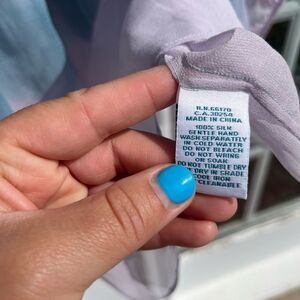 R.N.66170
C.A.30254
MADE IN CHINA
100% SILK
GENTLE HAND
WASH SEPARATELY
IN COLD WATER
DO NOT BLEACH
DO NOT WRING
OR SOAK
DO NOT TUMBLE DRY
E DRY IN SHADE
COOL IRON
CLEANABLE